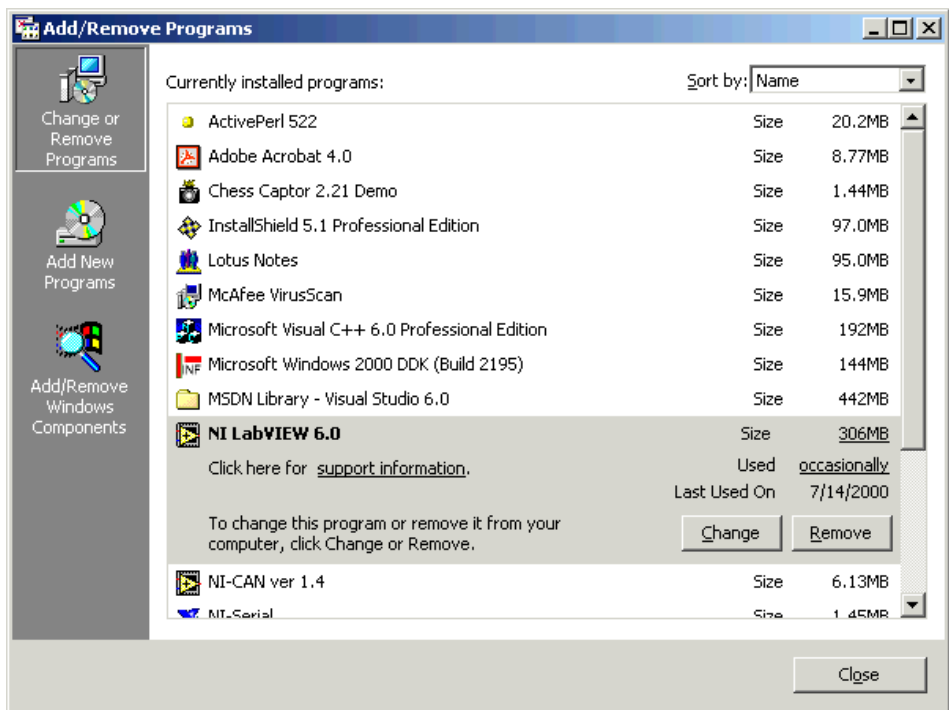 Add/Remove Programs
Change or
Remove
Programs
Add New
Programs
Add/Remove
Windows
Components
Currently installed programs:
Sort by: Name
ActivePerl 522 Size 20.2MB
Adobe Acrobat 4.0 Size 8.77MB
Chess Captor 2.21 Demo Size 1.44MB
InstallShield 5.1 Professional Edition Size 97.0MB
Lotus Notes Size 95.0MB
McAfee VirusScan Size 15.9MB
Microsoft Visual C++ 6.0 Professional Edition Size 192MB
INF Microsoft Windows 2000 DDK (Build 2195) Size 144MB
MSDN Library - Visual Studio 6.0 Size 442MB
NI LabVIEW 6.0 Size 306MB
Click here for support information. Used occasionally
Last Used On 7/14/2000
To change this program or remove it from your
computer, click Change or Remove.
Change Remove
NI-CAN ver 1.4 Size 6.13MB
NI-Serial Size 1.45MB
Close